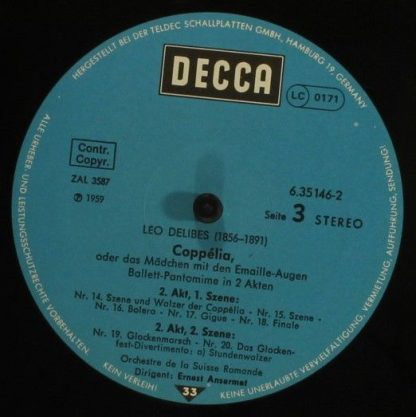 HERGESTELLT BEI DER TELDEC SCHALLPLATTEN GMBH, HAMBURG 19, GERMANY
DECCA
LC 0171
Contr.
Copyr.
ZAL 3587
Ⓟ 1959
6.35146-2
Seite 3 STEREO
LEO DELIBES (1856–1891)
Coppélia,
oder das Mädchen mit den Emaille-Augen
Ballett-Pantomime in 2 Akten
2. Akt, 1. Szene:
Nr. 14. Szene und Walzer der Coppélia - Nr. 15. Szene -
Nr. 16. Bolero - Nr. 17. Gigue - Nr. 18. Finale
2. Akt, 2. Szene:
Nr. 19. Glockenmarsch - Nr. 20. Das Glocken-
fest-Divertimento: a) Stundenwalzer
Orchestre de la Suisse Romande
Dirigent: Ernest Ansermet
33
ALLE URHEBER- UND LEISTUNGSSCHUTZRECHTE VORBEHALTEN
KEIN VERLEIH!
KEINE UNERLAUBTE VERVIELFÄLTIGUNG, VERMIETUNG, AUFFÜHRUNG, SENDUNG!